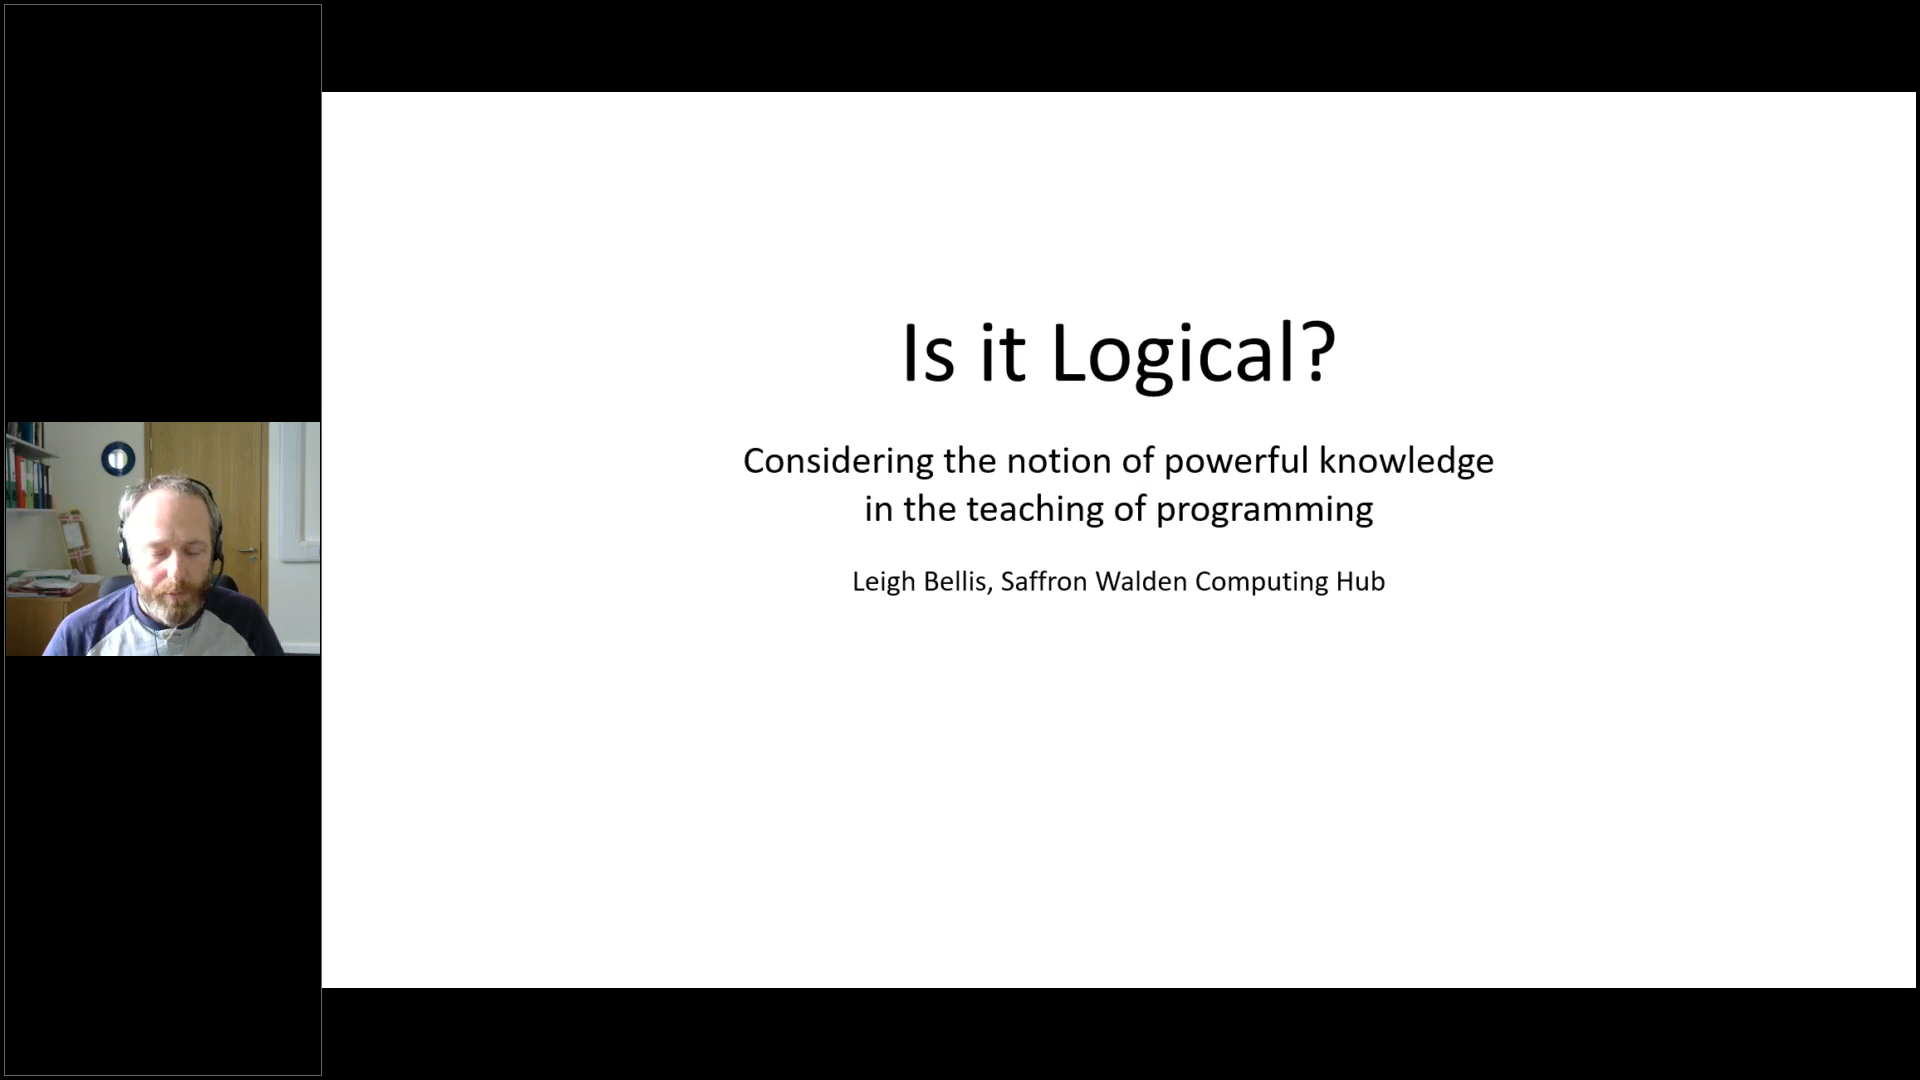 Is it Logical?
Considering the notion of powerful knowledge
in the teaching of programming
Leigh Bellis, Saffron Walden Computing Hub